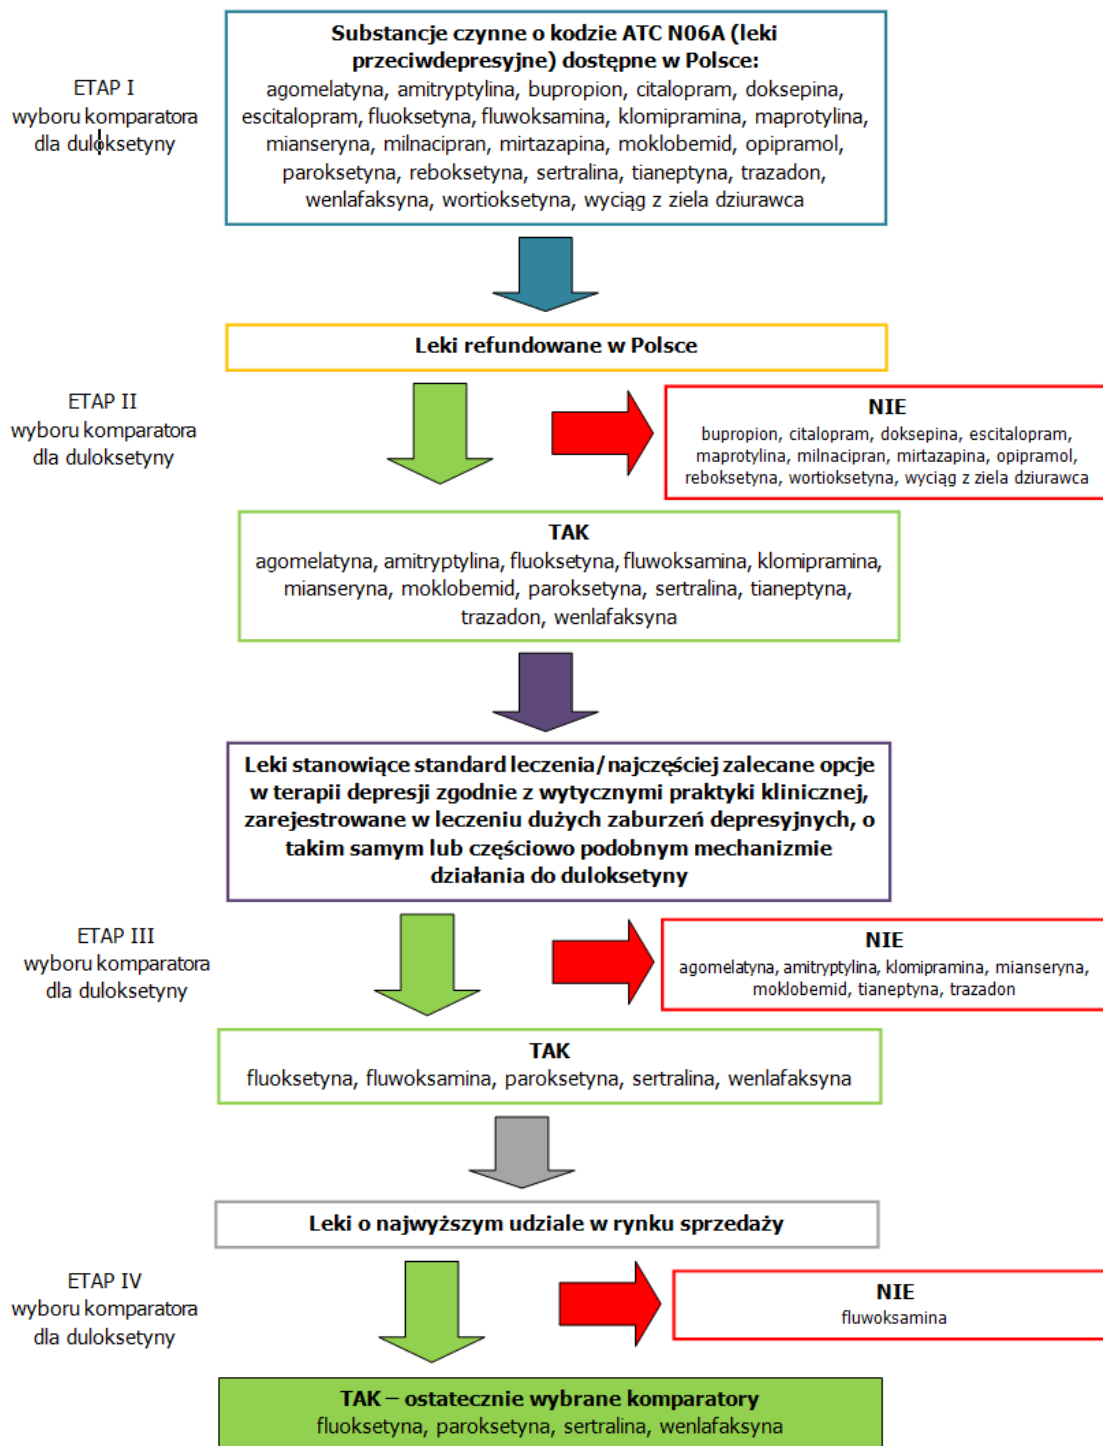 Substancje czynne o kodzie ATC N06A (leki
przeciwdepresyjne) dostępne w Polsce:
agomelatyna, amitryptylina, bupropion, citalopram, doksepina,
escitalopram, fluoksetyna, fluwoksamina, klomipramina, maprotylina,
mianseryna, milnacipran, mirtazapina, moklobemid, opipramol,
paroksetyna, reboksetyna, sertralina, tianeptyna, trazadon,
wenlafaksyna, wortioksetyna, wyciąg z ziela dziurawca
ETAP I
wyboru komparatora
dla duloksetyny
Leki refundowane w Polsce
ETAP II
wyboru komparatora
dla duloksetyny
NIE
bupropion, citalopram, doksepina, escitalopram,
maprotylina, milnacipran, mirtazapina, opipramol,
reboksetyna, wortioksetyna, wyciąg z ziela dziurawca
TAK
agomelatyna, amitryptylina, fluoksetyna, fluwoksamina, klomipramina,
mianseryna, moklobemid, paroksetyna, sertralina, tianeptyna,
trazadon, wenlafaksyna
Leki stanowiące standard leczenia/najczęściej zalecane opcje
w terapii depresji zgodnie z wytycznymi praktyki klinicznej,
zarejestrowane w leczeniu dużych zaburzeń depresyjnych, o
takim samym lub częściowo podobnym mechanizmie
działania do duloksetyny
ETAP III
wyboru komparatora
dla duloksetyny
NIE
agomelatyna, amitryptylina, klomipramina, mianseryna,
moklobemid, tianeptyna, trazadon
TAK
fluoksetyna, fluwoksamina, paroksetyna, sertralina, wenlafaksyna
Leki o najwyższym udziale w rynku sprzedaży
ETAP IV
wyboru komparatora
dla duloksetyny
NIE
fluwoksamina
TAK – ostatecznie wybrane komparatory
fluoksetyna, paroksetyna, sertralina, wenlafaksyna